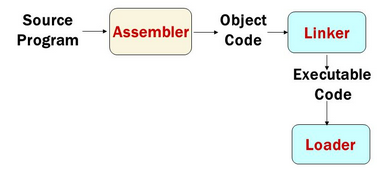 Source
Program
Assembler
Object
Code
Linker
Executable
Code
Loader